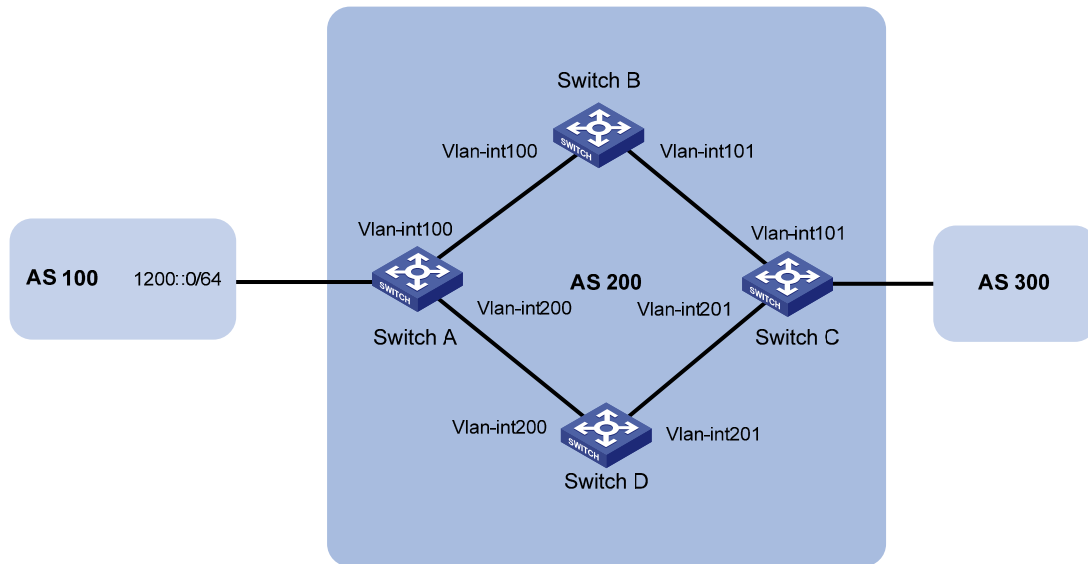 Switch B
SWITCH
Vlan-int100
Vlan-int101
Vlan-int100
Vlan-int101
AS 100 1200::0/64
SWITCH
AS 200
SWITCH
AS 300
Vlan-int200
Vlan-int201
Switch A
Switch C
Vlan-int200
SWITCH
Vlan-int201
Switch D